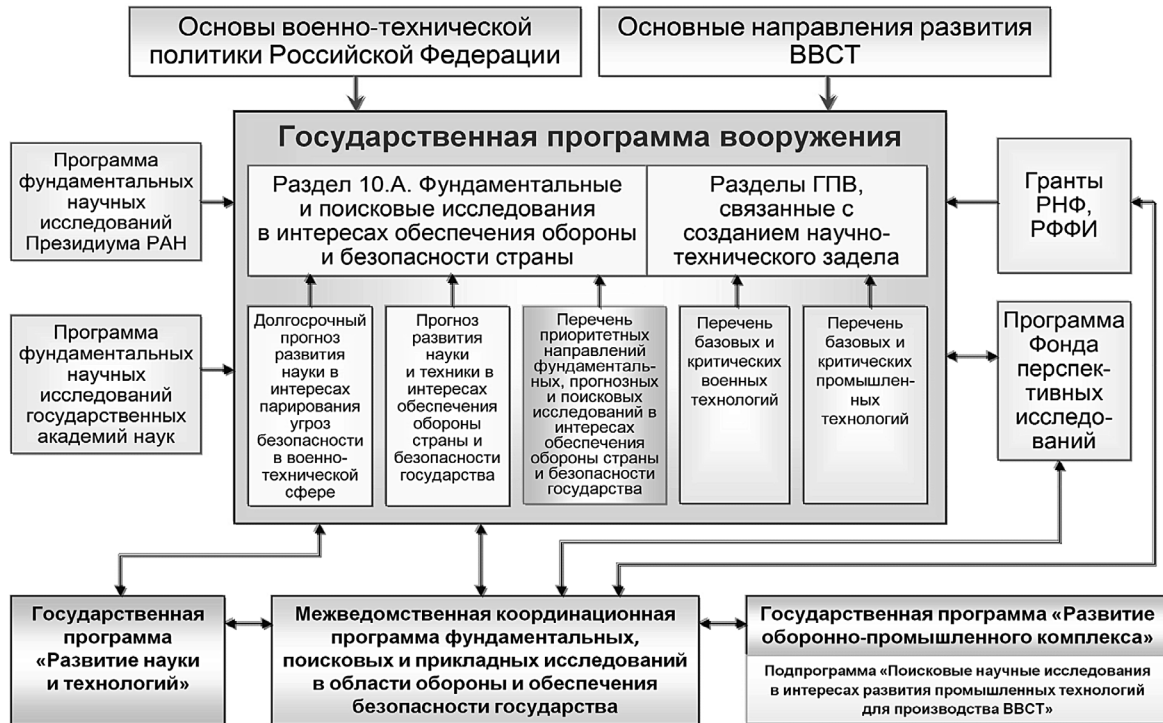 Основы военно-технической
политики Российской Федерации
Основные направления развития
ВВСТ
Государственная программа вооружения
Программа
фундаментальных
научных
исследований
Президиума РАН
Раздел 10.А. Фундаментальные
и поисковые исследования
в интересах обеспечения обороны
и безопасности страны
Разделы ГПВ,
связанные с
созданием научно-
технического задела
Гранты
РНФ,
РФФИ
Программа
фундаментальных
научных
исследований
государственных
академий наук
Долгосрочный
прогноз
развития
науки в
интересах
парирования
угроз
безопасности
в военно-
технической
сфере
Прогноз
развития
науки
и техники в
интересах
обеспечения
обороны
страны и
безопасности
государства
Перечень
приоритетных
направлений
фундаменталь-
ных, прогнозных
и поисковых
исследований в
интересах
обеспечения
обороны страны
и безопасности
государства
Перечень
базовых и
критических
военных
технологий
Перечень
базовых и
критических
промышлен-
ных
технологий
Программа
Фонда
перспек-
тивных
исследо-
ваний
Государственная
программа
«Развитие науки
и технологий»
Межведомственная координационная
программа фундаментальных,
поисковых и прикладных исследований
в области обороны и обеспечения
безопасности государства
Государственная программа «Развитие
оборонно-промышленного комплекса»
Подпрограмма «Поисковые научные исследования
в интересах развития промышленных технологий
для производства ВВСТ»